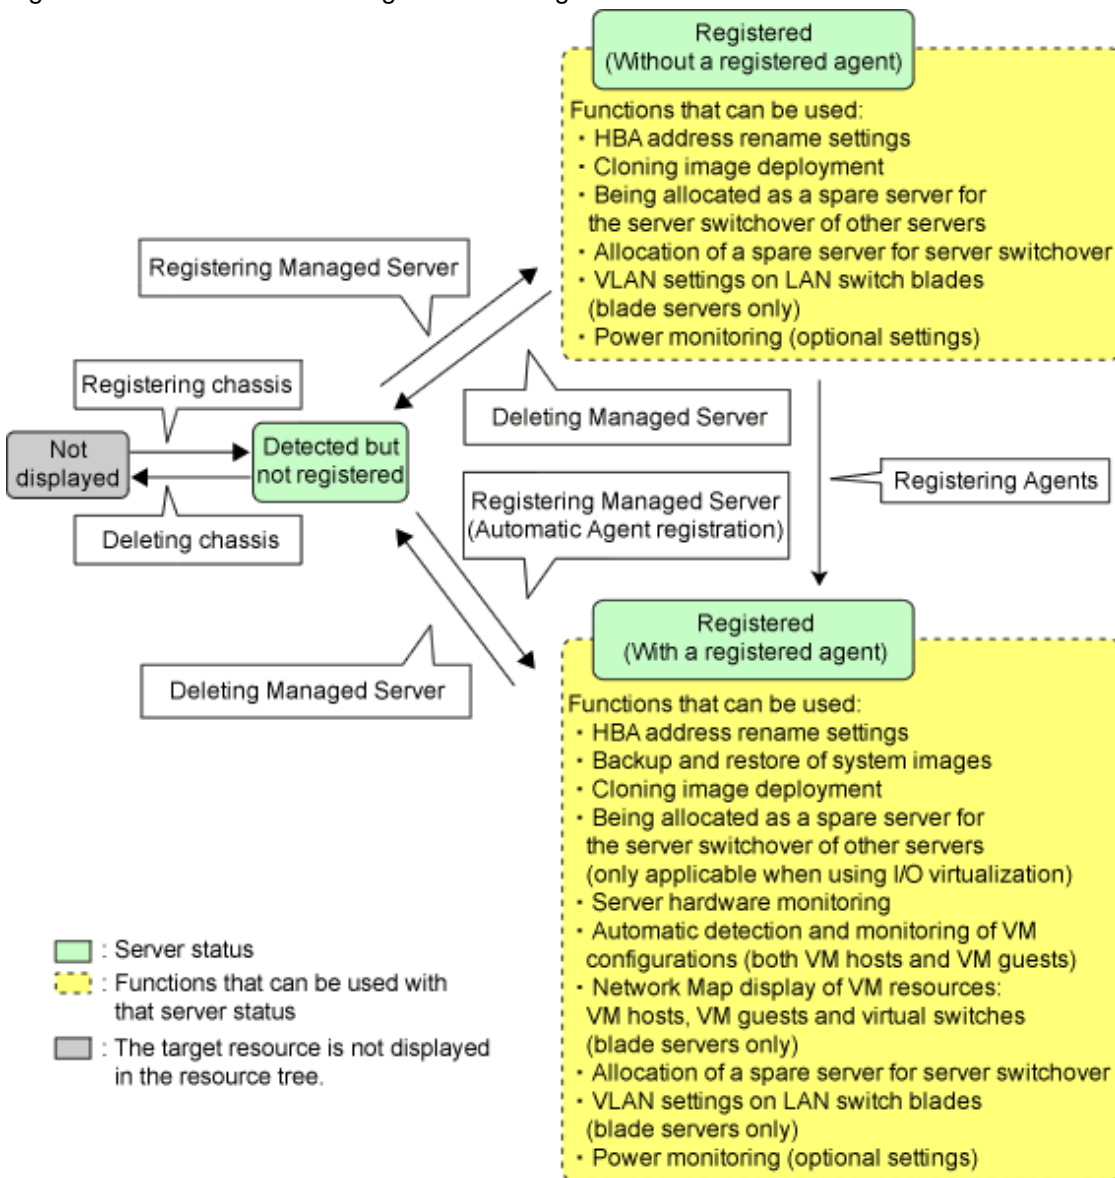 Registered
(Without a registered agent)
Functions that can be used:
・HBA address rename settings
・Cloning image deployment
・Being allocated as a spare server for
the server switchover of other servers
・Allocation of a spare server for server switchover
・VLAN settings on LAN switch blades
(blade servers only)
・Power monitoring (optional settings)
Registering Managed Server
Registering chassis
Deleting Managed Server
Not
displayed
Detected but
not registered
Registering Agents
Registering Managed Server
(Automatic Agent registration)
Deleting chassis
Deleting Managed Server
Registered
(With a registered agent)
Functions that can be used:
・HBA address rename settings
・Backup and restore of system images
・Cloning image deployment
・Being allocated as a spare server for
the server switchover of other servers
(only applicable when using I/O virtualization)
・Server hardware monitoring
・Automatic detection and monitoring of VM
configurations (both VM hosts and VM guests)
・Network Map display of VM resources:
VM hosts, VM guests and virtual switches
(blade servers only)
・Allocation of a spare server for server switchover
・VLAN settings on LAN switch blades
(blade servers only)
・Power monitoring (optional settings)
: Server status
: Functions that can be used with
that server status
: The target resource is not displayed
in the resource tree.